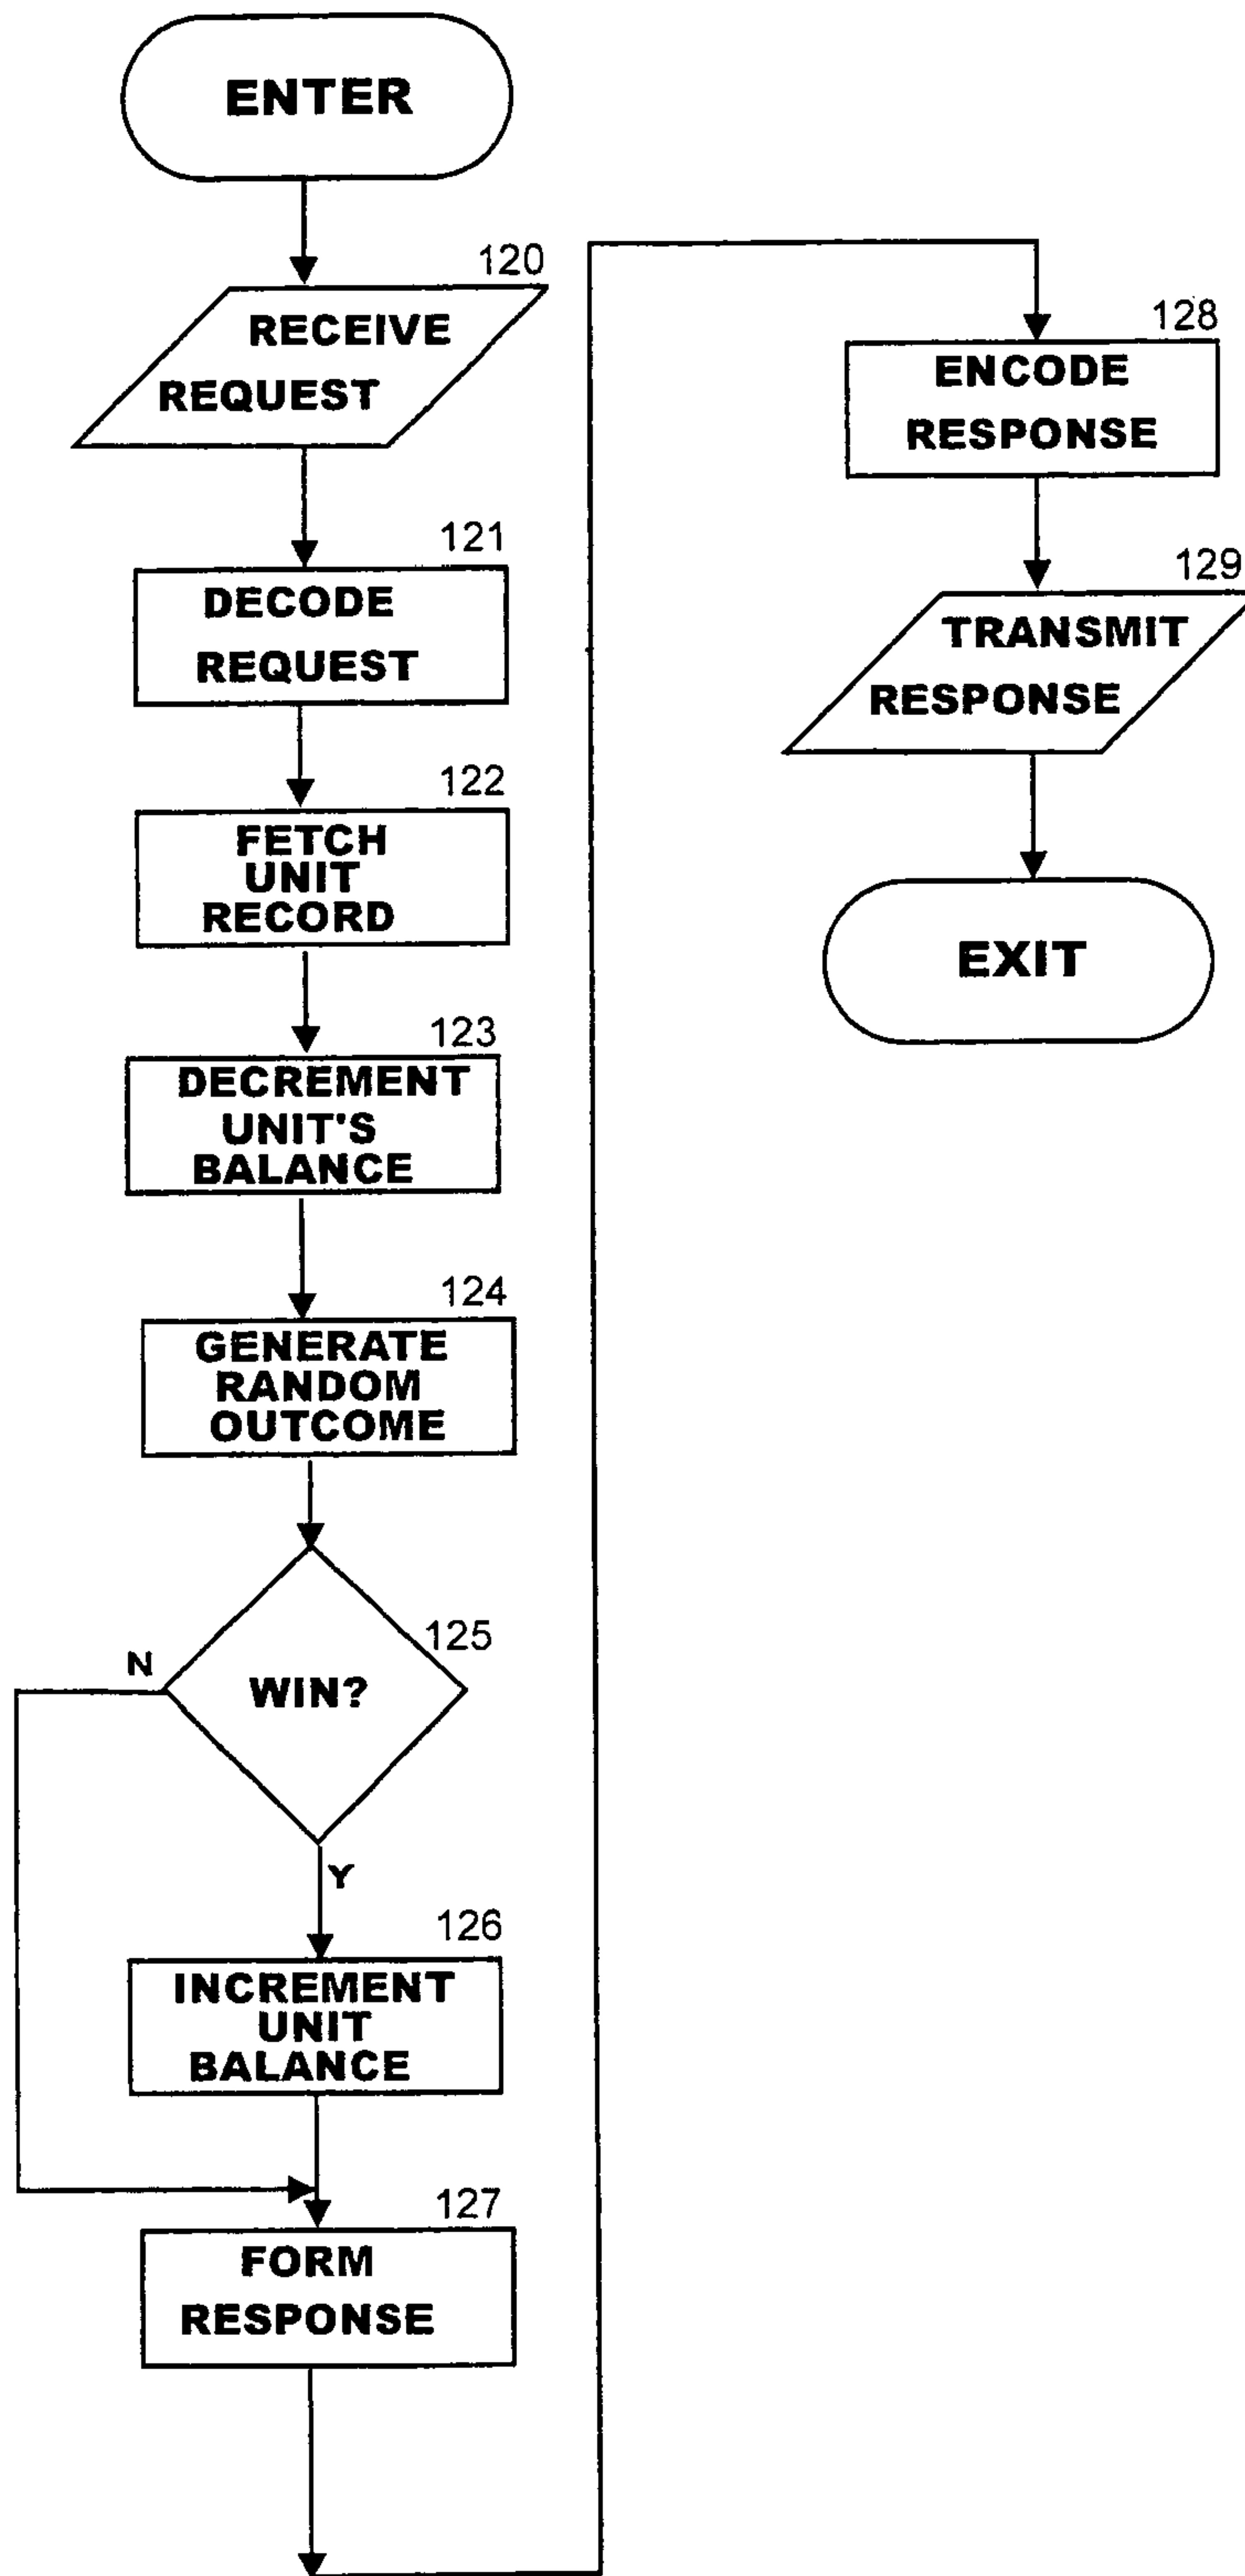 ENTER
120
RECEIVE
REQUEST
121
DECODE
REQUEST
122
FETCH
UNIT
RECORD
123
DECREMENT
UNIT'S
BALANCE
124
GENERATE
RANDOM
OUTCOME
125
N
WIN?
Y
126
INCREMENT
UNIT
BALANCE
127
FORM
RESPONSE
128
ENCODE
RESPONSE
129
TRANSMIT
RESPONSE
EXIT